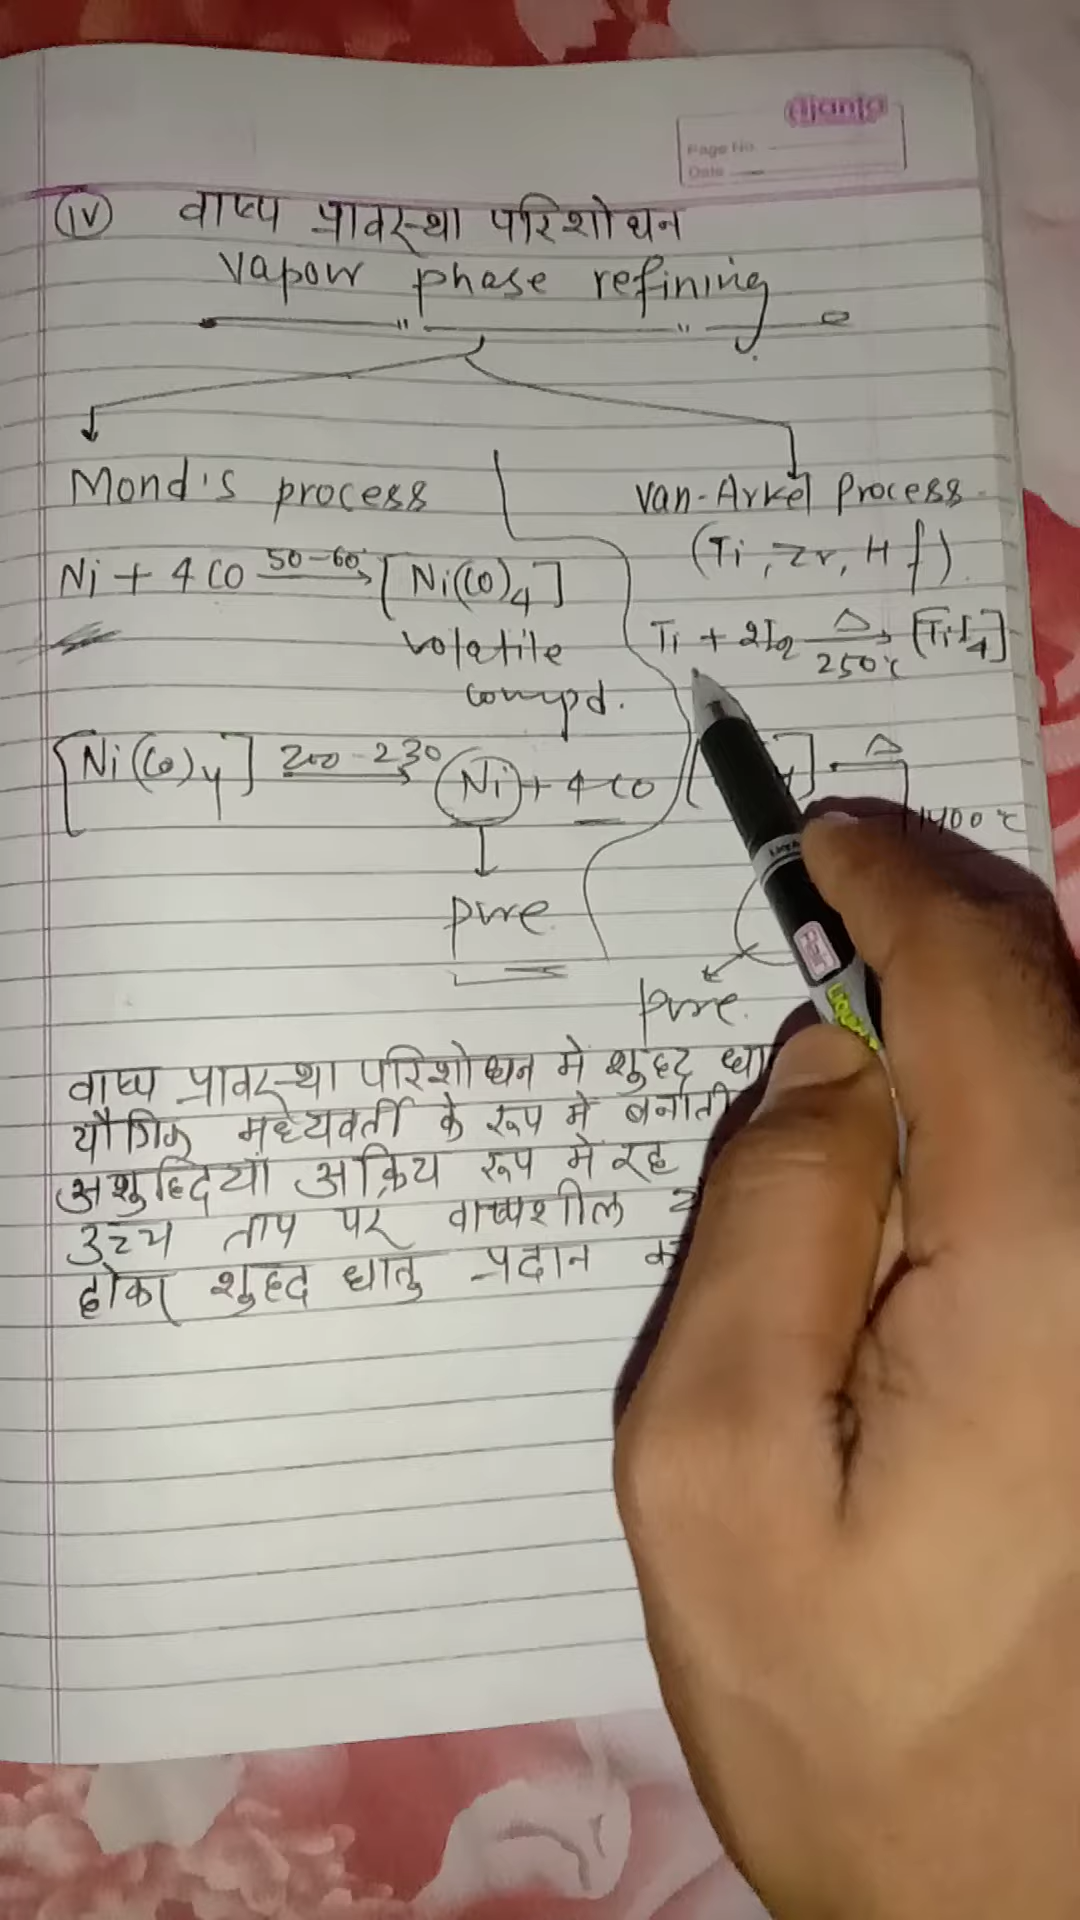 ajanta
Page No.
Date
(iv) वाष्प प्रावस्था परिशोधन
Vapour phase refining
Mond's process
Ni + 4CO 50-60° → [Ni(CO)4]
volatile
compd.
[Ni(CO)4] 200-230 → Ni + 4CO
pure
Van-Arkel Process
(Ti, Zr, Hf)
Ti + 2I2 Δ → 250℃ [TiI4]
Δ 1400℃
pure.
वाष्प प्रावस्था परिशोधन मे शुद्द धा
यौगिक मध्येवर्ती के रूप में बनाती
अशुद्दियाँ अक्रिय रूप में रह
उच्च ताप पर वाष्पशील
होकर शुद्द धातु प्रदान क